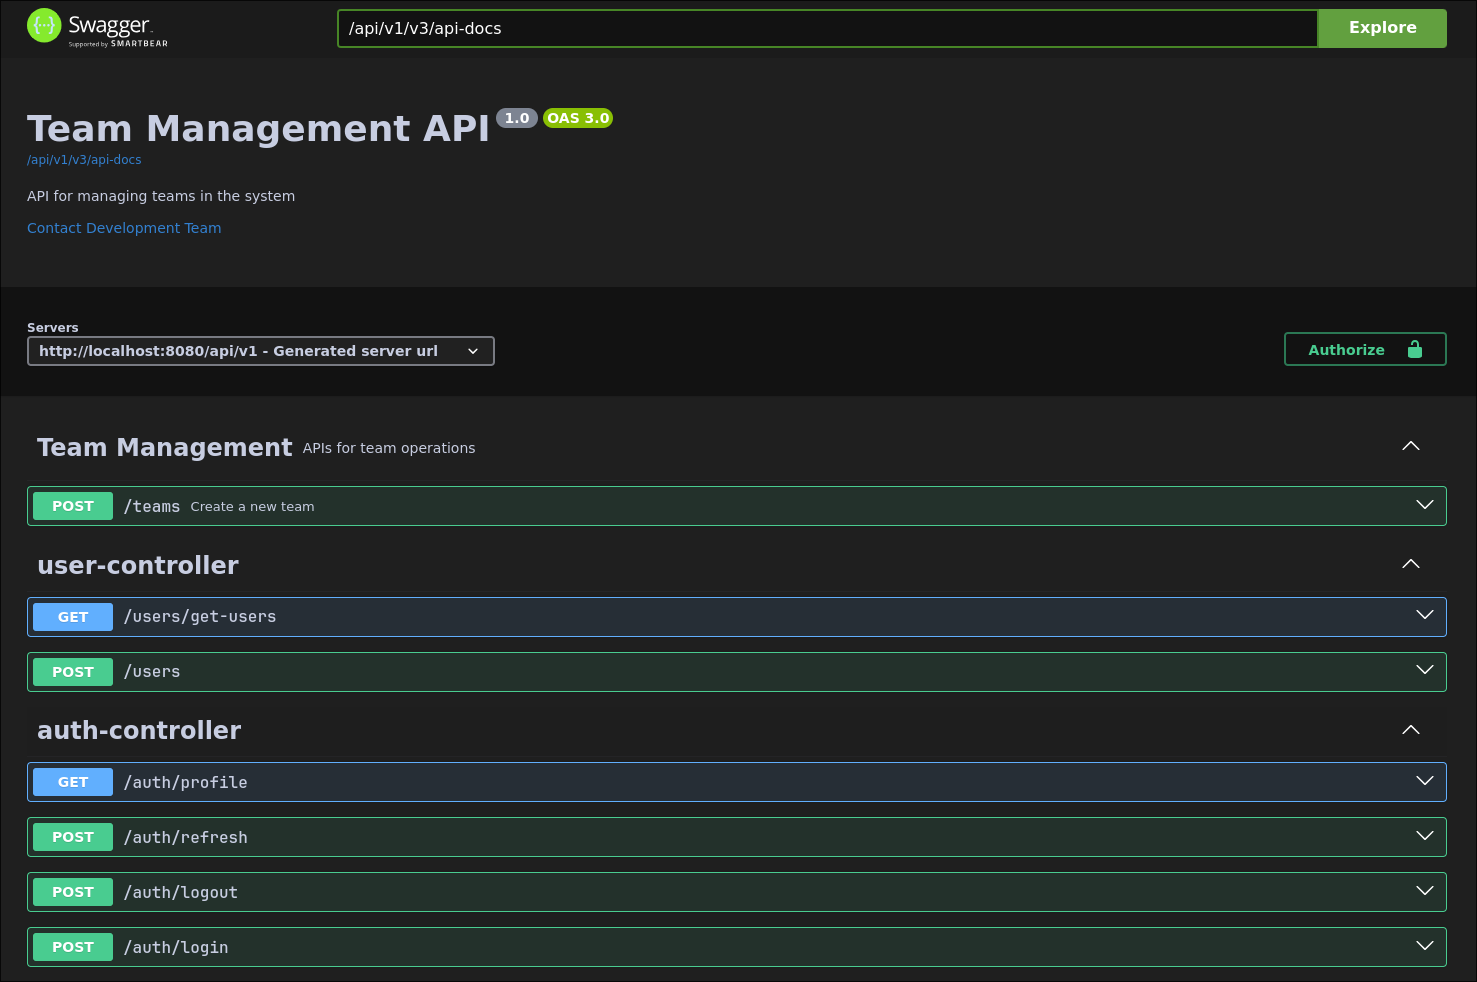 Swagger
Supported by SMARTBEAR
/api/v1/v3/api-docs
Explore
Team Management API 1.0 OAS 3.0
/api/v1/v3/api-docs
API for managing teams in the system
Contact Development Team
Servers
http://localhost:8080/api/v1 - Generated server url
Authorize
Team Management APIs for team operations
POST /teams Create a new team
user-controller
GET /users/get-users
POST /users
auth-controller
GET /auth/profile
POST /auth/refresh
POST /auth/logout
POST /auth/login